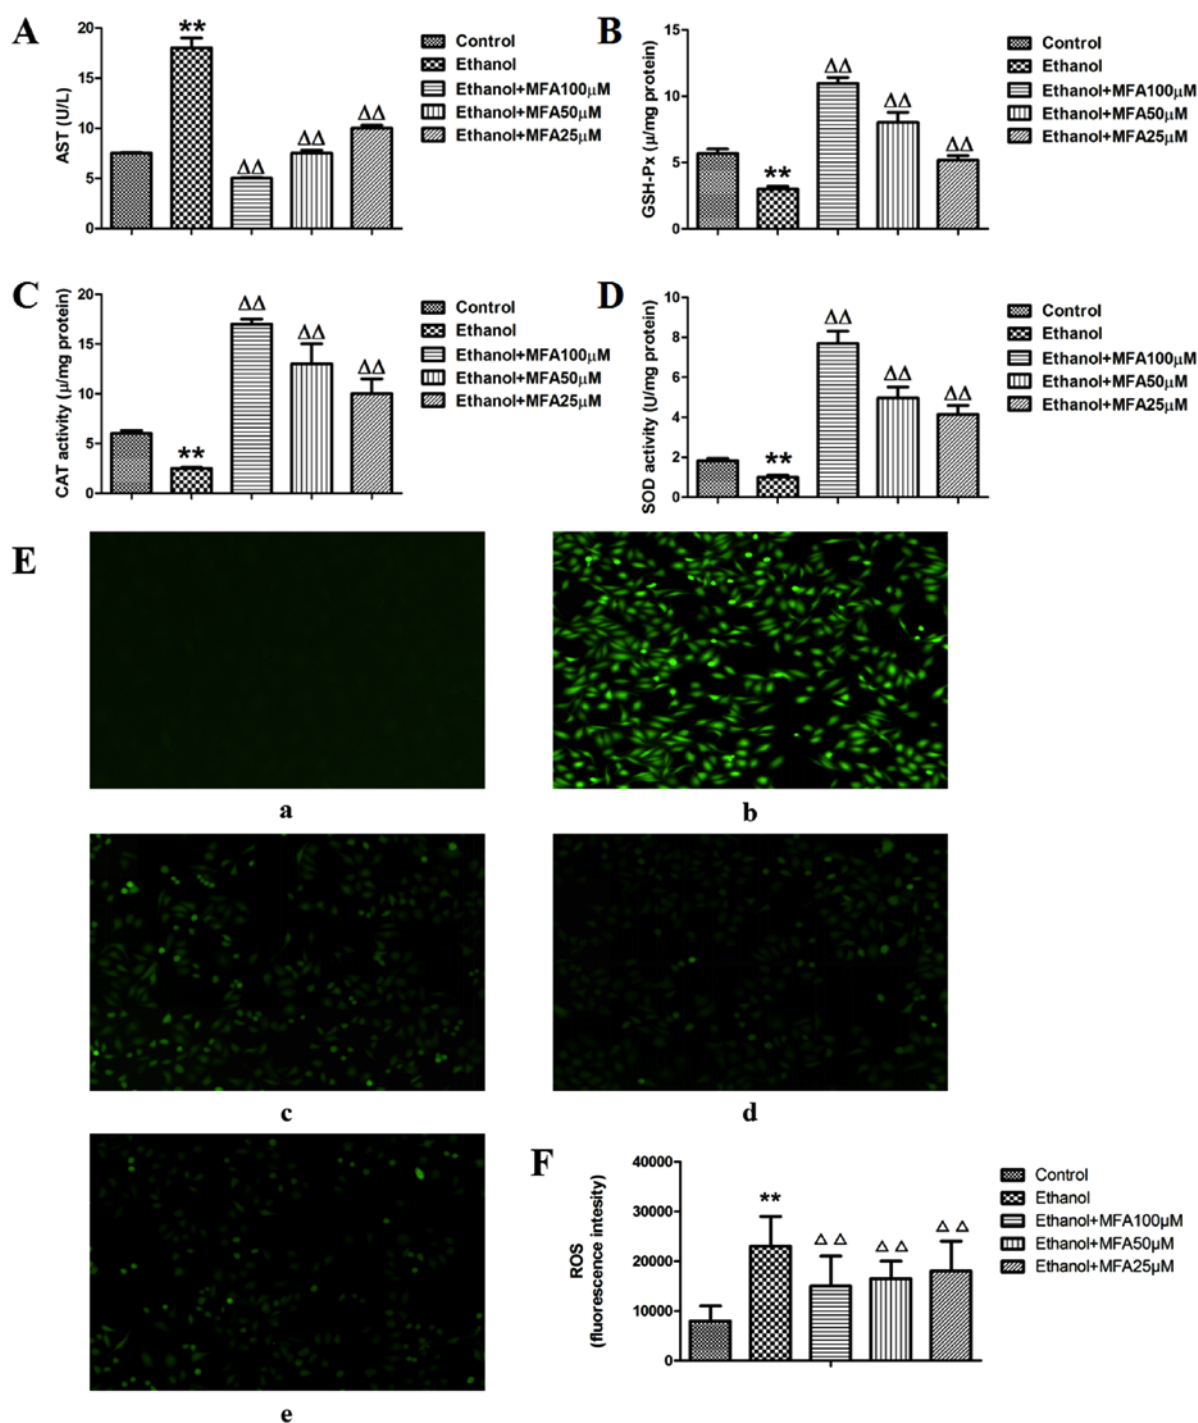 A
AST (U/L)
20
15
10
5
0
**
ΔΔ
ΔΔ
ΔΔ
Control
Ethanol
Ethanol+MFA100μM
Ethanol+MFA50μM
Ethanol+MFA25μM
B
GSH-Px (μ/mg protein)
15
10
5
0
**
ΔΔ
ΔΔ
ΔΔ
Control
Ethanol
Ethanol+MFA100μM
Ethanol+MFA50μM
Ethanol+MFA25μM
C
CAT activity (μ/mg protein)
20
15
10
5
0
**
ΔΔ
ΔΔ
ΔΔ
Control
Ethanol
Ethanol+MFA100μM
Ethanol+MFA50μM
Ethanol+MFA25μM
D
SOD activity (U/mg protein)
10
8
6
4
2
0
**
ΔΔ
ΔΔ
ΔΔ
Control
Ethanol
Ethanol+MFA100μM
Ethanol+MFA50μM
Ethanol+MFA25μM
E
a
b
c
d
e
F
ROS
(fluorescence intesity)
40000
30000
20000
10000
0
**
Δ Δ
Δ Δ
Δ Δ
Control
Ethanol
Ethanol+MFA100μM
Ethanol+MFA50μM
Ethanol+MFA25μM